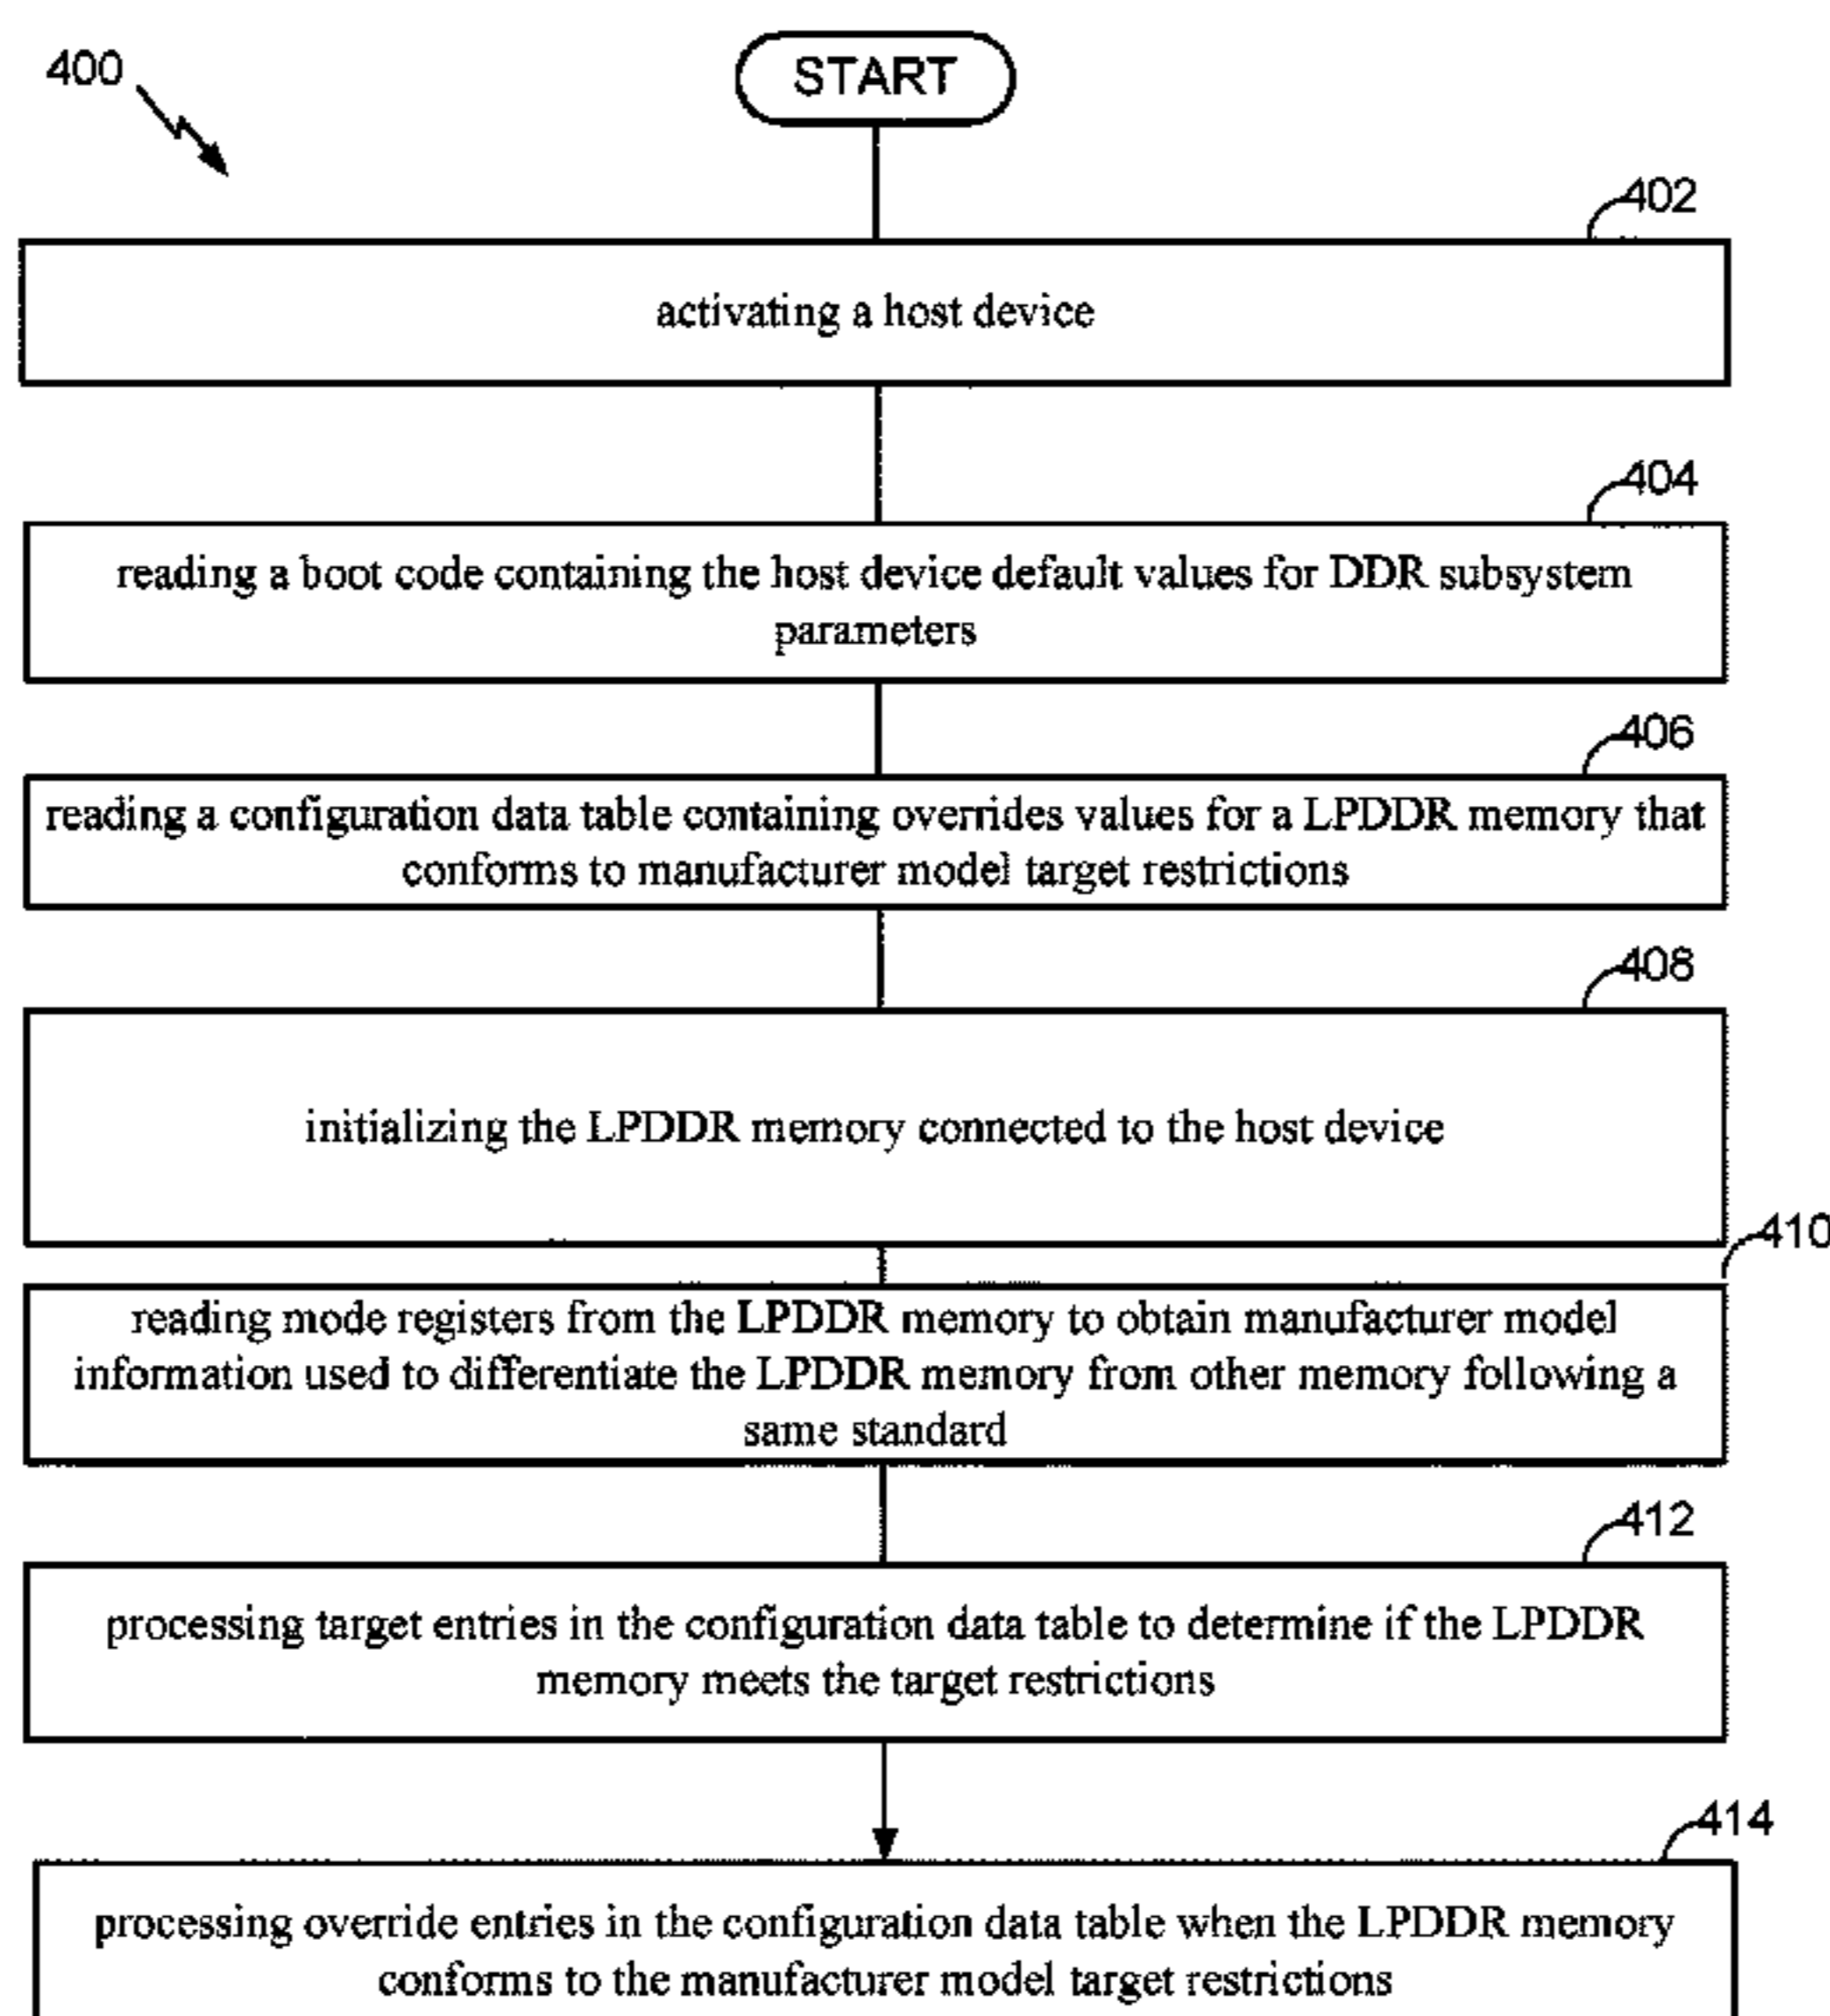 400
START
402
activating a host device
404
reading a boot code containing the host device default values for DDR subsystem
parameters
406
reading a configuration data table containing overrides values for a LPDDR memory that
conforms to manufacturer model target restrictions
408
initializing the LPDDR memory connected to the host device
410
reading mode registers from the LPDDR memory to obtain manufacturer model
information used to differentiate the LPDDR memory from other memory following a
same standard
412
processing target entries in the configuration data table to determine if the LPDDR
memory meets the target restrictions
414
processing override entries in the configuration data table when the LPDDR memory
conforms to the manufacturer model target restrictions